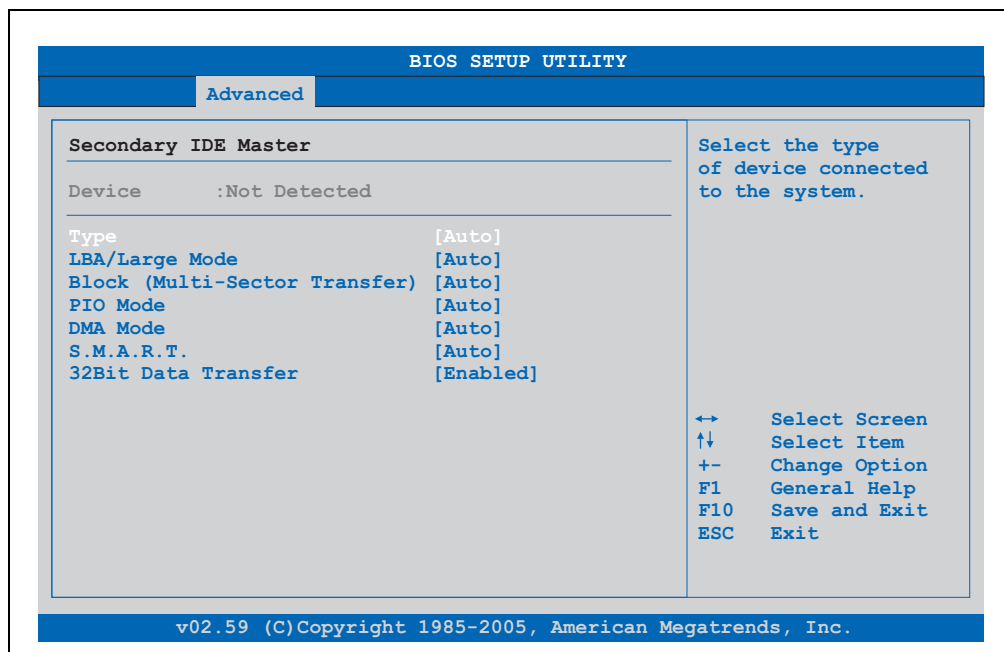 BIOS SETUP UTILITY
Advanced
Secondary IDE Master
Device :Not Detected
Type [Auto]
LBA/Large Mode [Auto]
Block (Multi-Sector Transfer) [Auto]
PIO Mode [Auto]
DMA Mode [Auto]
S.M.A.R.T. [Auto]
32Bit Data Transfer [Enabled]
Select the type
of device connected
to the system.
↔ Select Screen
↑↓ Select Item
+- Change Option
F1 General Help
F10 Save and Exit
ESC Exit
v02.59 (C)Copyright 1985-2005, American Megatrends, Inc.